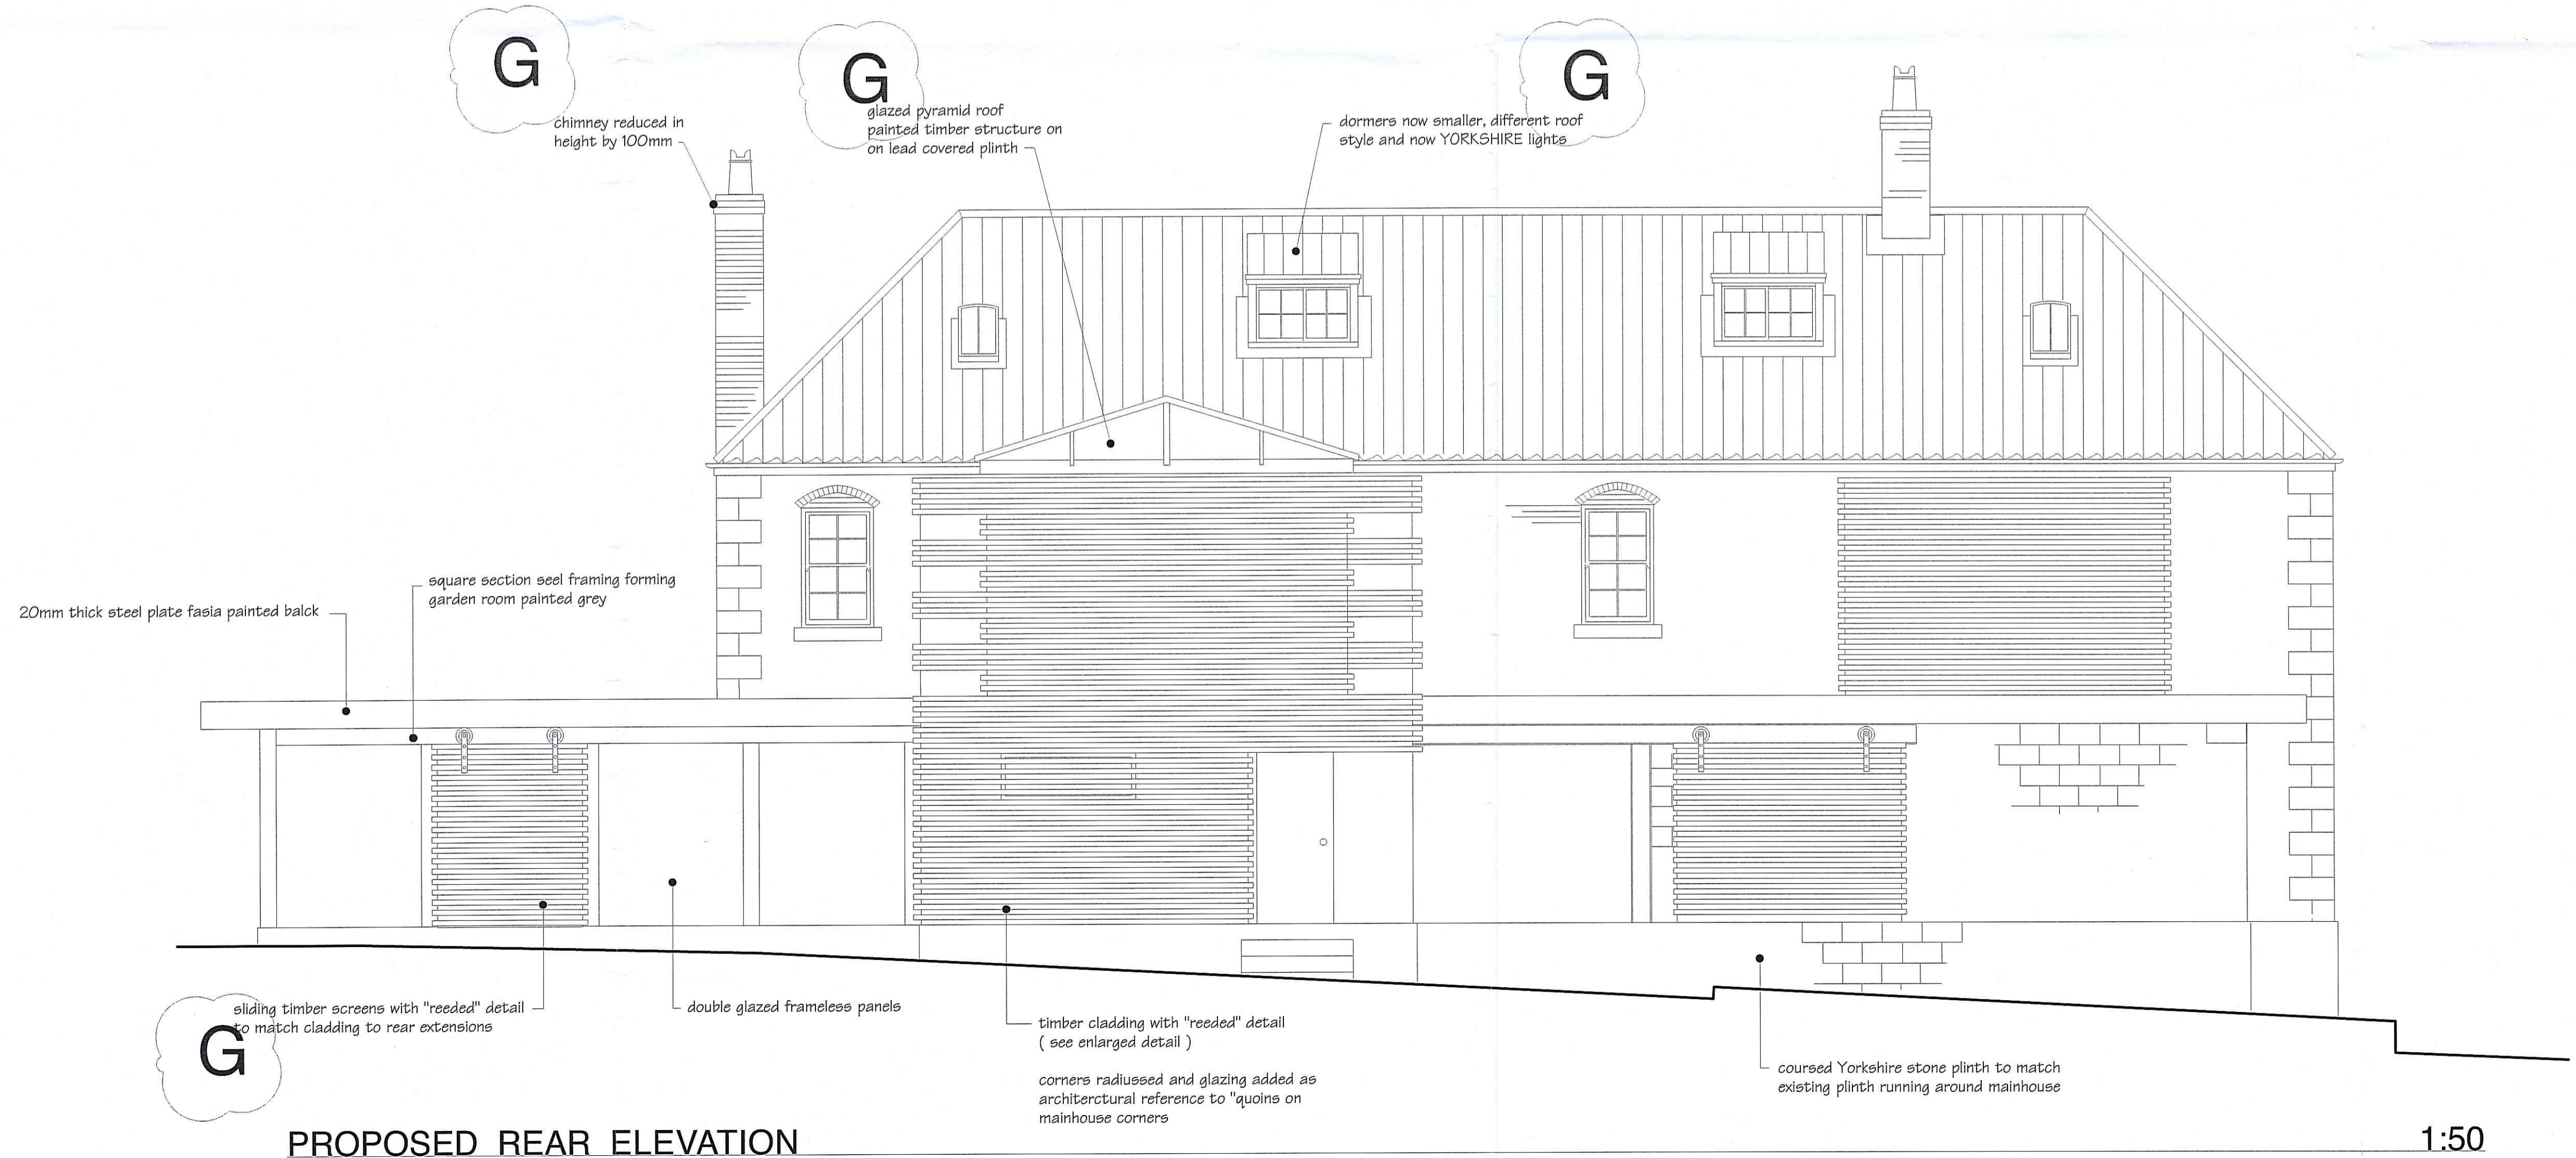 G
G
G
chimney reduced in
height by 100mm
glazed pyramid roof
painted timber structure on
on lead covered plinth
dormers now smaller, different roof
style and now YORKSHIRE lights
square section seel framing forming
garden room painted grey
20mm thick steel plate fasia painted balck
sliding timber screens with "reeded" detail
to match cladding to rear extensions
G
double glazed frameless panels
timber cladding with "reeded" detail
( see enlarged detail )
corners radiussed and glazing added as
architerctural reference to "quoins on
mainhouse corners
coursed Yorkshire stone plinth to match
existing plinth running around mainhouse
PROPOSED REAR ELEVATION
1:50